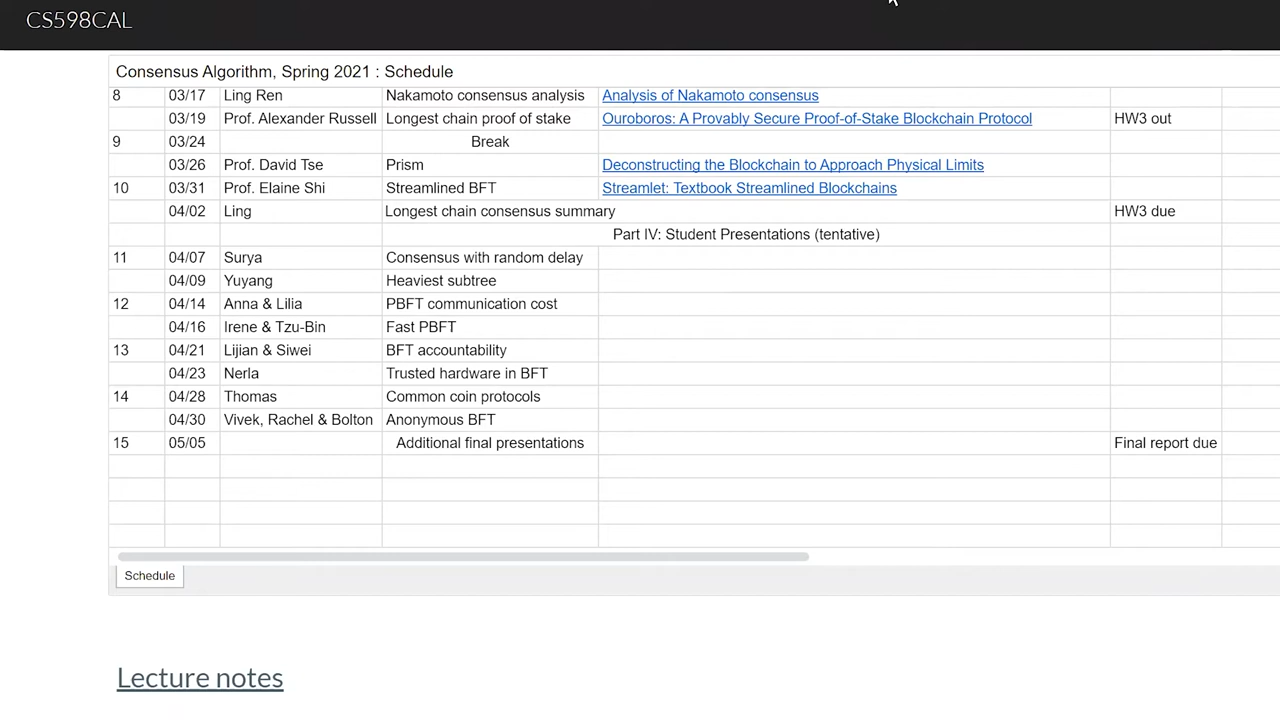 CS598CAL
Consensus Algorithm, Spring 2021 : Schedule
8 03/17 Ling Ren Nakamoto consensus analysis Analysis of Nakamoto consensus
03/19 Prof. Alexander Russell Longest chain proof of stake Ouroboros: A Provably Secure Proof-of-Stake Blockchain Protocol HW3 out
9 03/24 Break
03/26 Prof. David Tse Prism Deconstructing the Blockchain to Approach Physical Limits
10 03/31 Prof. Elaine Shi Streamlined BFT Streamlet: Textbook Streamlined Blockchains
04/02 Ling Longest chain consensus summary HW3 due
Part IV: Student Presentations (tentative)
11 04/07 Surya Consensus with random delay
04/09 Yuyang Heaviest subtree
12 04/14 Anna & Lilia PBFT communication cost
04/16 Irene & Tzu-Bin Fast PBFT
13 04/21 Lijian & Siwei BFT accountability
04/23 Nerla Trusted hardware in BFT
14 04/28 Thomas Common coin protocols
04/30 Vivek, Rachel & Bolton Anonymous BFT
15 05/05 Additional final presentations Final report due
Schedule
Lecture notes